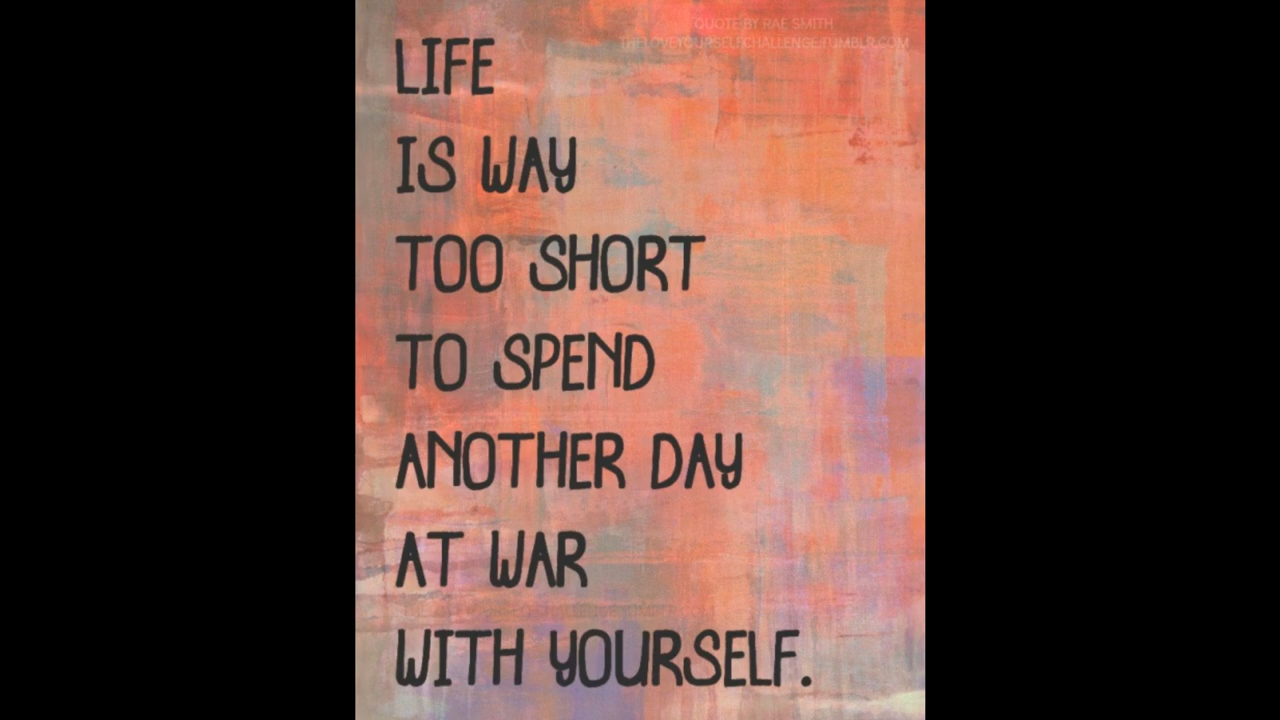 QUOTE BY RAE SMITH
THELOVEYOURSELFCHALLENGE.TUMBLR.COM
LIFE
IS WAY
TOO SHORT
TO SPEND
ANOTHER DAY
AT WAR
WITH YOURSELF.